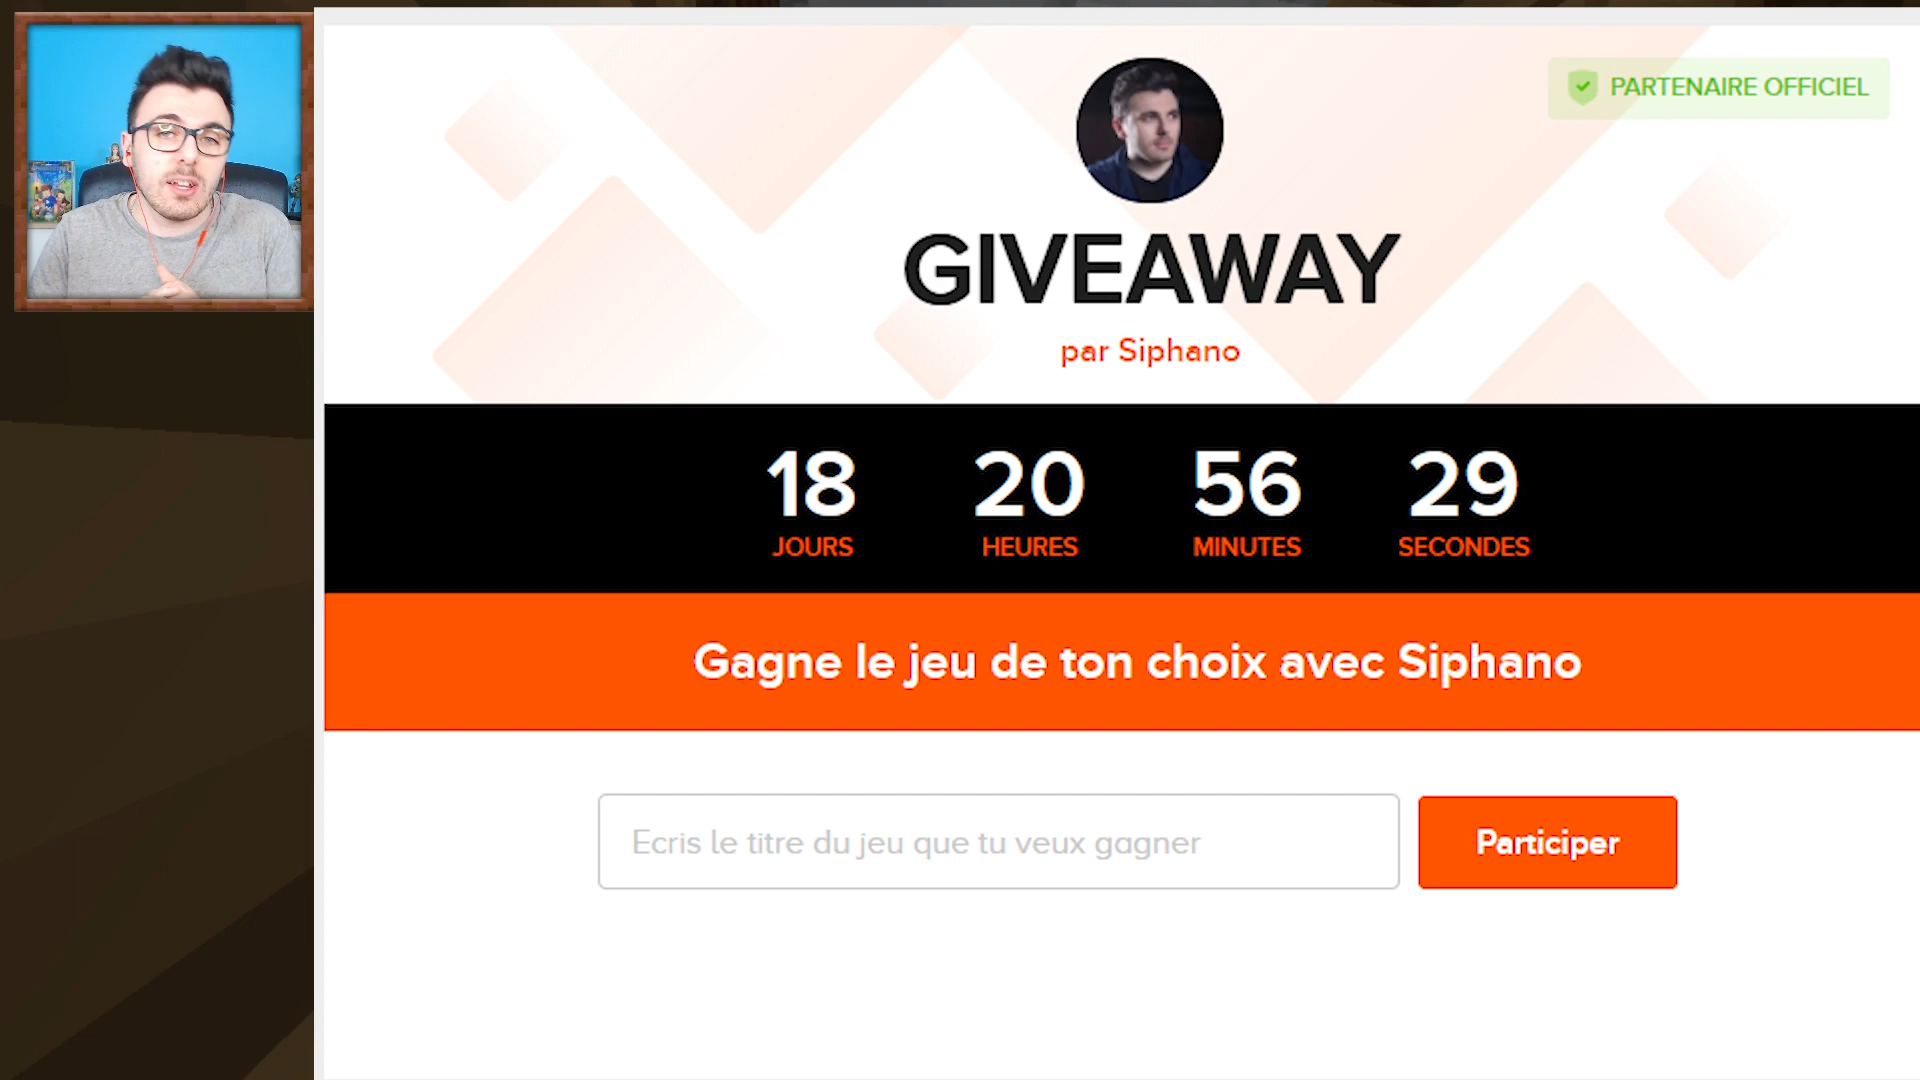 PARTENAIRE OFFICIEL
GIVEAWAY
par Siphano
18 20 56 29
JOURS HEURES MINUTES SECONDES
Gagne le jeu de ton choix avec Siphano
Ecris le titre du jeu que tu veux gagner
Participer